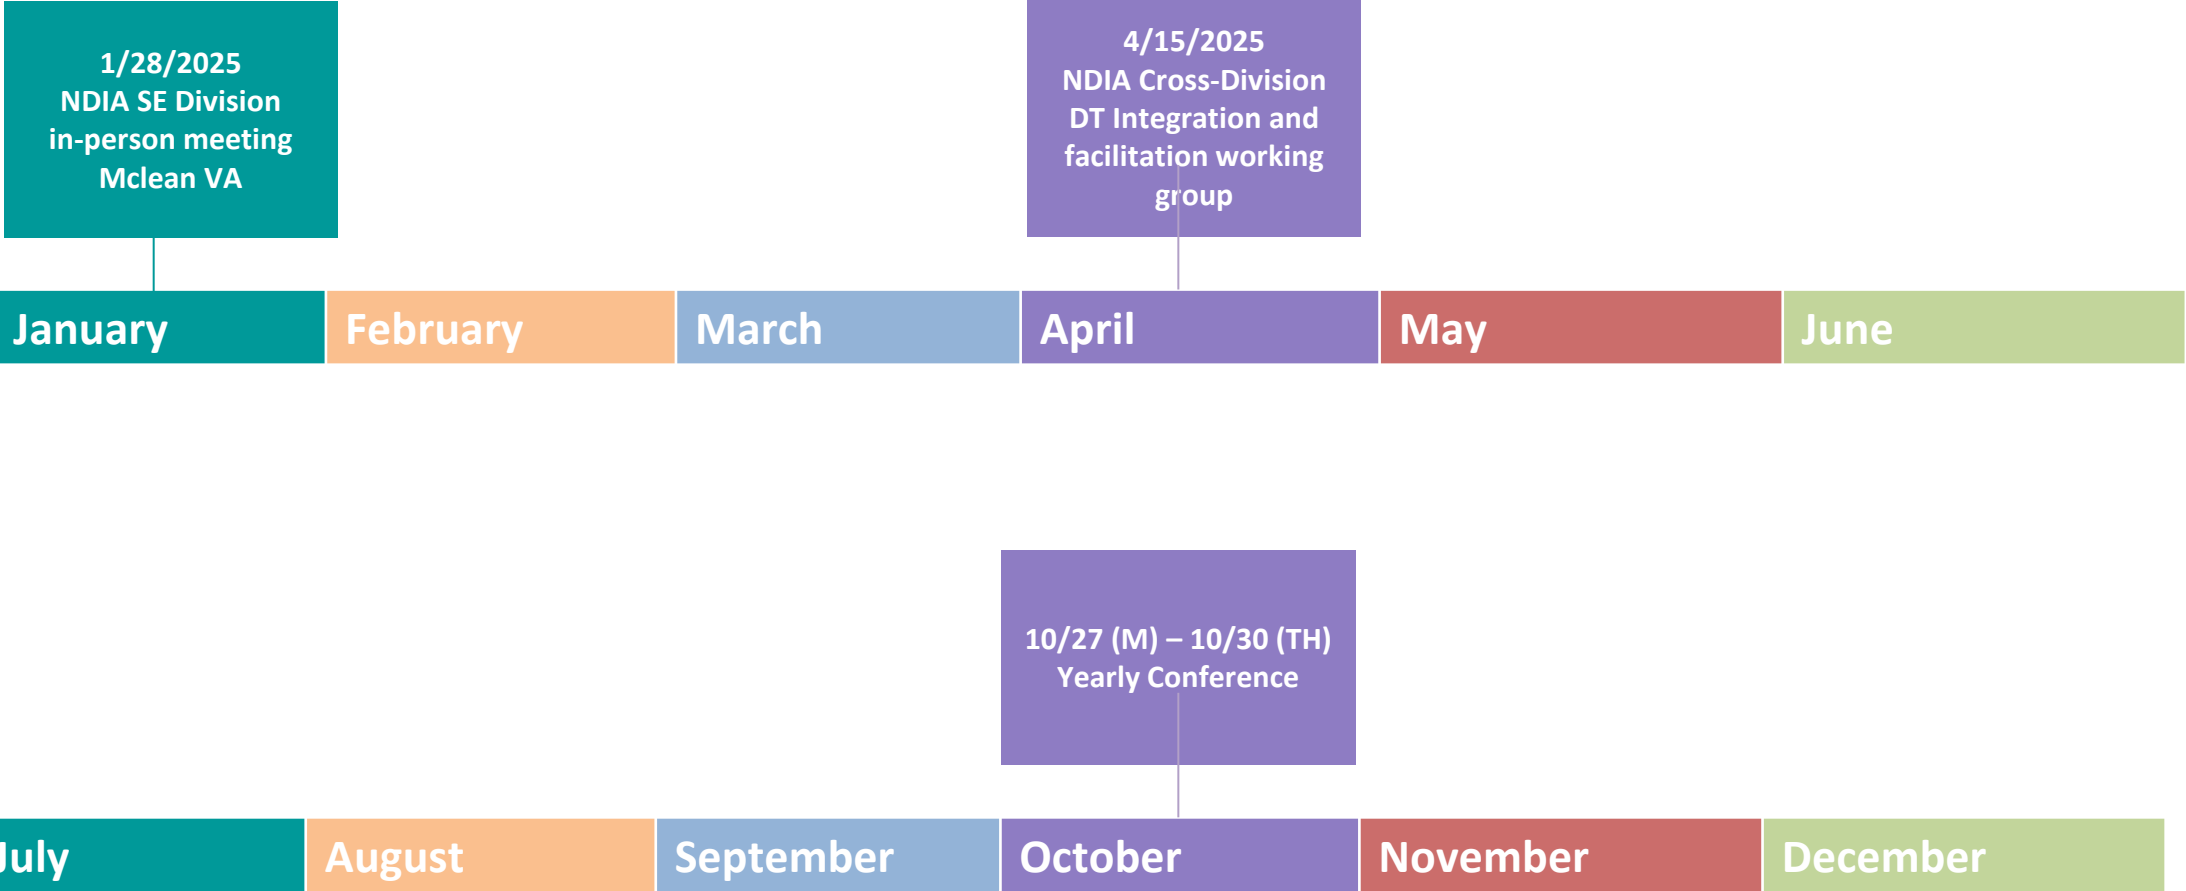 1/28/2025
NDIA SE Division
in-person meeting
Mclean VA
4/15/2025
NDIA Cross-Division
DT Integration and
facilitation working
group
January
February
March
April
May
June
10/27 (M) – 10/30 (TH)
Yearly Conference
July
August
September
October
November
December